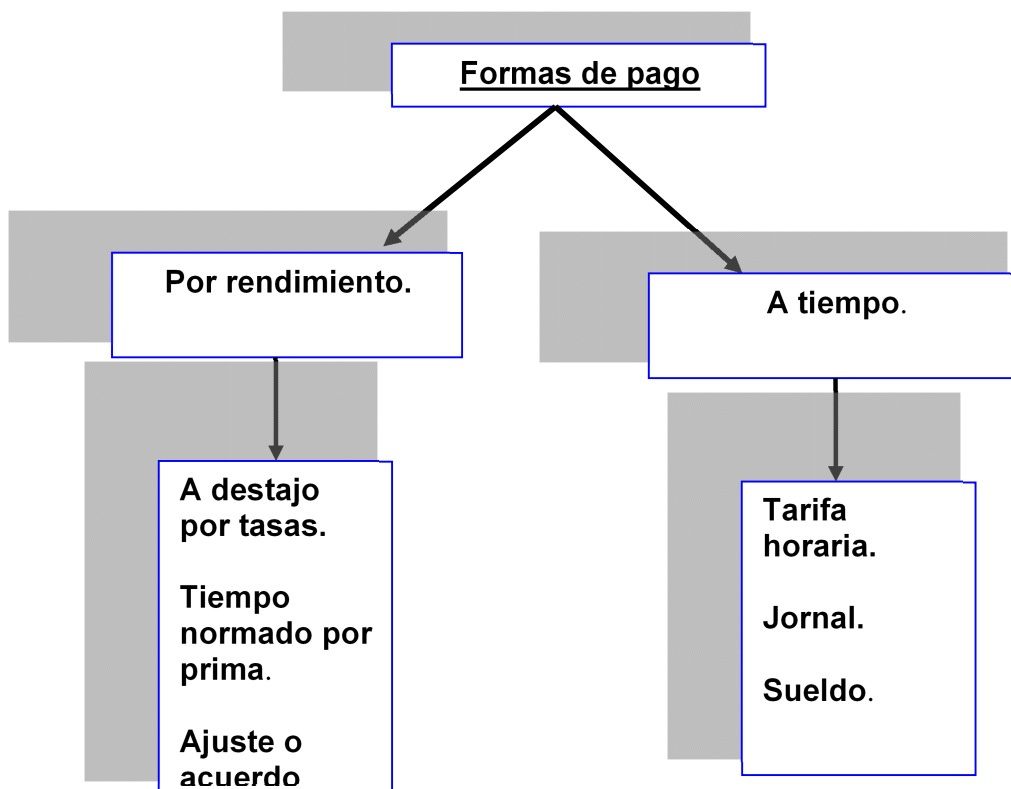 Formas de pago
Por rendimiento.
A tiempo.
A destajo
por tasas.
Tiempo
normado por
prima.
Ajuste o
acuerdo
Tarifa
horaria.
Jornal.
Sueldo.